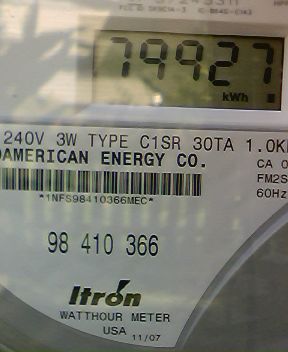 79927
kWh
240V 3W TYPE C1SR 30TA 1.0K
AMERICAN ENERGY CO.
CA 0
FM2S
60Hz
*1NFS98410366MEC*
98 410 366
Itron
WATTHOUR METER
USA 11/07